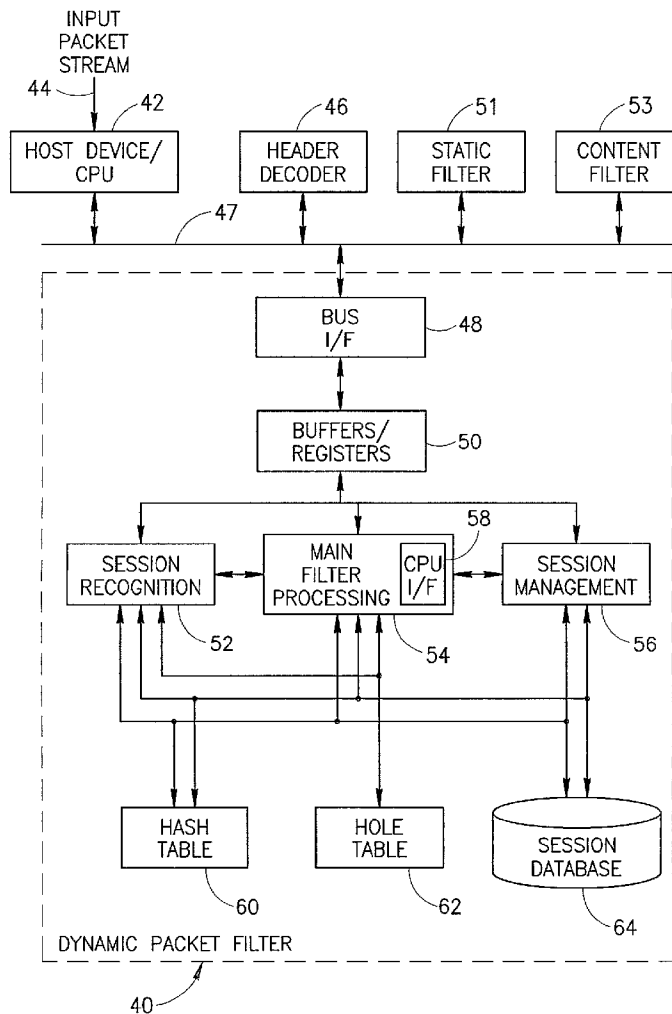 INPUT
PACKET
STREAM
44
42
46
51
53
HOST DEVICE/
CPU
HEADER
DECODER
STATIC
FILTER
CONTENT
FILTER
47
BUS
I/F
48
BUFFERS/
REGISTERS
50
58
SESSION
RECOGNITION
MAIN
FILTER
PROCESSING
CPU
I/F
SESSION
MANAGEMENT
52
54
56
HASH
TABLE
HOLE
TABLE
SESSION
DATABASE
60
62
64
DYNAMIC PACKET FILTER
40